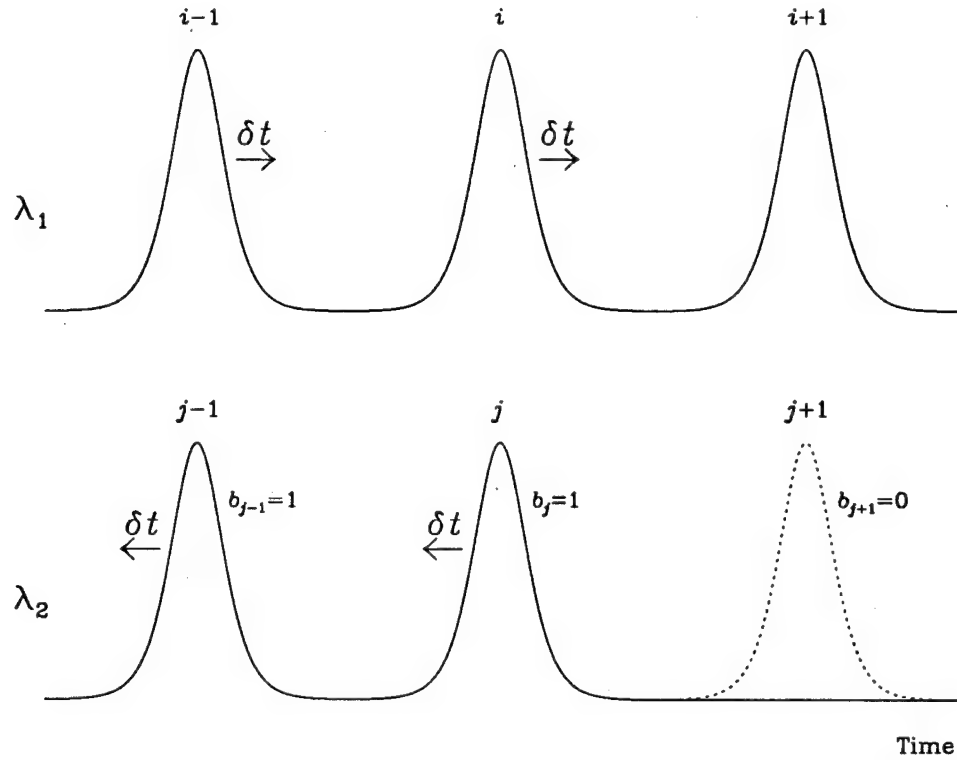 i−1 i i+1
δt δt
λ₁
j−1 j j+1
b_{j−1}=1 b_j=1 b_{j+1}=0
δt δt
λ₂
Time